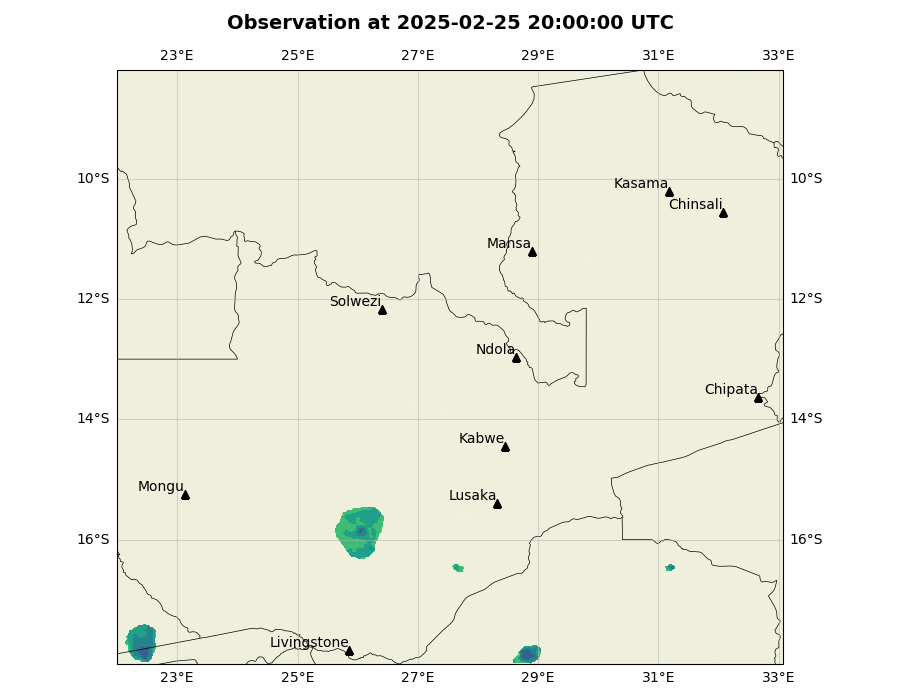 Observation at 2025-02-25 20:00:00 UTC
23°E 25°E 27°E 29°E 31°E 33°E
10°S 10°S
Kasama
Chinsali
Mansa
12°S 12°S
Solwezi
Ndola
Chipata
14°S 14°S
Kabwe
Mongu
Lusaka
16°S 16°S
Livingstone
23°E 25°E 27°E 29°E 31°E 33°E